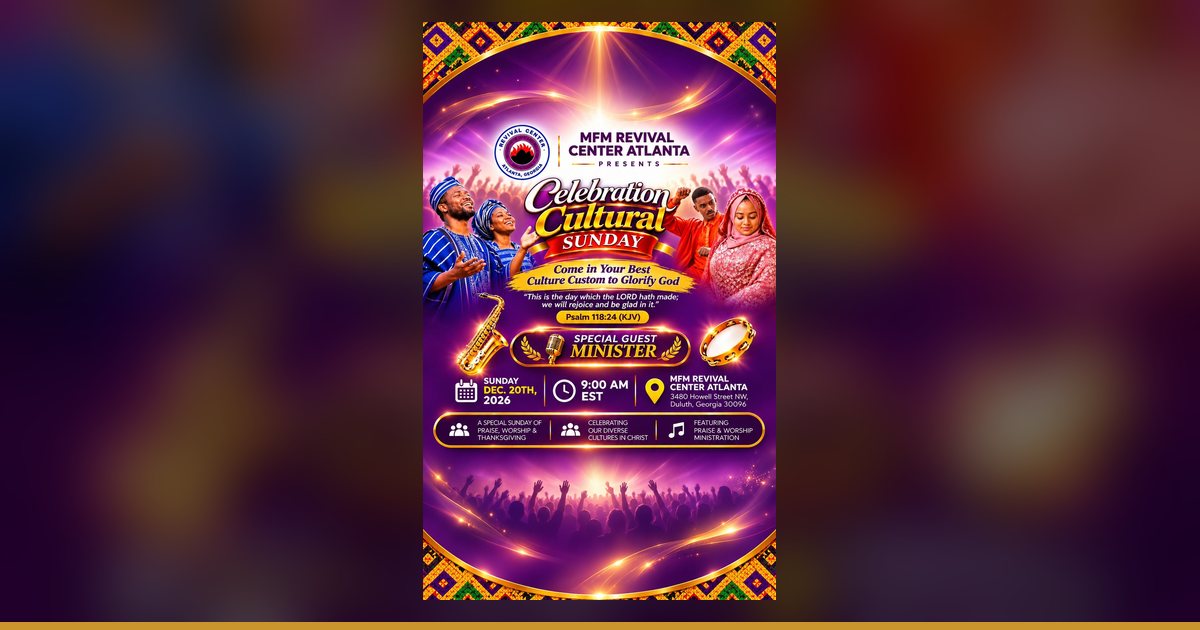 REVIVAL CENTER
ATLANTA, GEORGIA
MFM REVIVAL
CENTER ATLANTA
PRESENTS
Celebration
Cultural
SUNDAY
Come in Your Best
Culture Custom to Glorify God
"This is the day which the LORD hath made;
we will rejoice and be glad in it."
Psalm 118:24 (KJV)
SPECIAL GUEST
MINISTER
SUNDAY
DEC. 20TH,
2026
9:00 AM
EST
MFM REVIVAL
CENTER ATLANTA
3480 Howell Street NW,
Duluth, Georgia 30096
A SPECIAL SUNDAY OF
PRAISE, WORSHIP &
THANKSGIVING
CELEBRATING
OUR DIVERSE
CULTURES IN CHRIST
FEATURING
PRAISE & WORSHIP
MINISTRATION